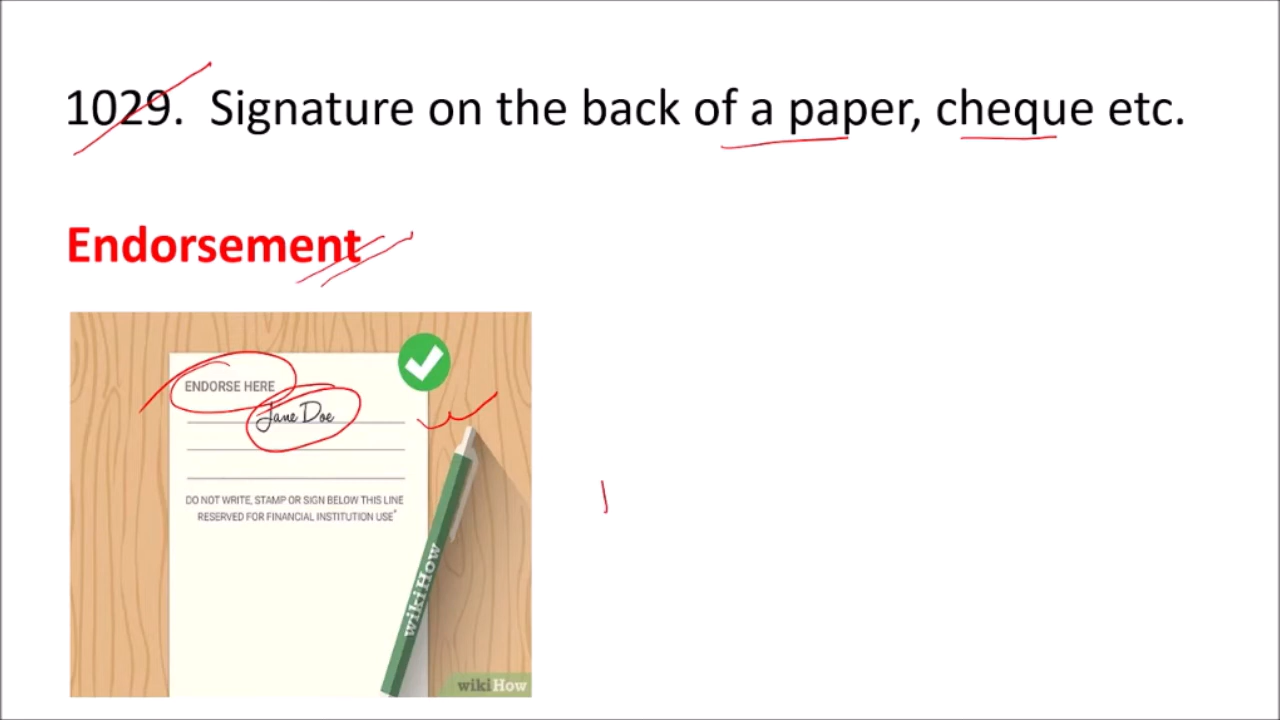 1029. Signature on the back of a paper, cheque etc.
Endorsement
ENDORSE HERE
Jane Doe
DO NOT WRITE, STAMP OR SIGN BELOW THIS LINE
RESERVED FOR FINANCIAL INSTITUTION USE*
wikiHow
wikiHow